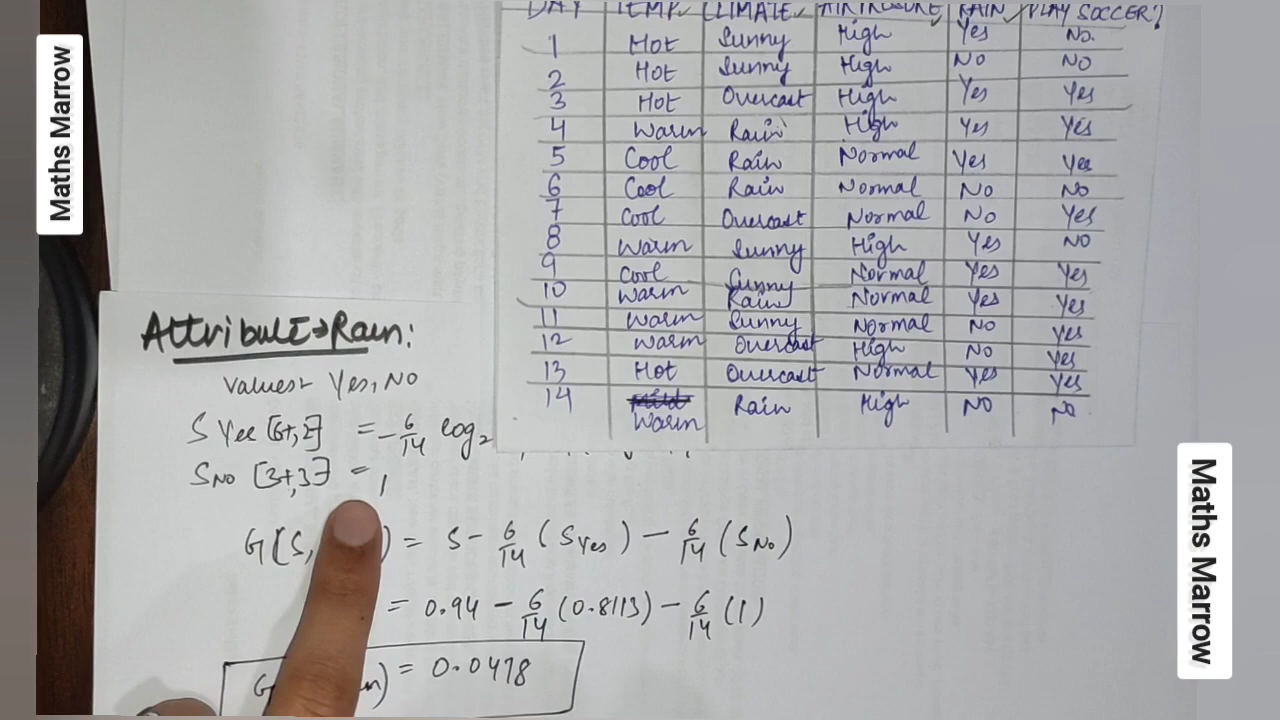 Maths Marrow
DAY TEMP CLIMATE AIR PRESSURE RAIN PLAY SOCCER?
1 Hot Sunny High Yes No.
2 Hot Sunny High No No
3 Hot Overcast High Yes Yes
4 Warm Rain High Yes Yes
5 Cool Rain Normal Yes Yes
6 Cool Rain Normal No No
7 Cool Overcast Normal No Yes
8 Warm Sunny High Yes No
9 Cool Sunny Normal Yes Yes
10 Warm Rain Normal Yes Yes
11 Warm Sunny Normal No Yes
12 Warm Overcast High No Yes
13 Hot Overcast Normal Yes Yes
14 Warm Rain High No No
Attribute→Rain:
Values→ Yes, No
S Yes [6+, 2-] = -6/14 log₂
S No [3+, 3-] = 1
G(S, ) = S - 6/14 (S Yes) - 6/14 (S No)
= 0.94 - 6/14 (0.8113) - 6/14 (1)
= 0.0478
Maths Marrow